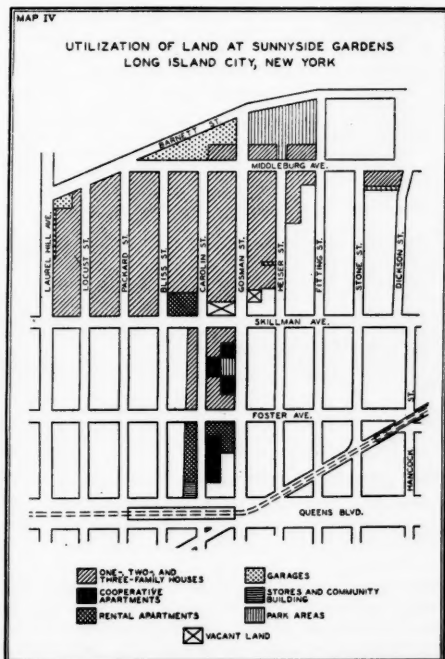 MAP IV
UTILIZATION OF LAND AT SUNNYSIDE GARDENS
LONG ISLAND CITY, NEW YORK
BARNETT ST.
MIDDLEBURG AVE.
LAUREL HILL AVE.
LOCUST ST.
PACKARD ST.
BLISS ST.
CAROLIN ST.
GOSMAN ST.
HEISER ST.
FITTING ST.
STONE ST.
DICKSON ST.
SKILLMAN AVE.
FOSTER AVE.
HANCOCK ST.
QUEENS BLVD.
ONE-, TWO-, AND
THREE-FAMILY HOUSES
COOPERATIVE
APARTMENTS
RENTAL APARTMENTS
GARAGES
STORES AND COMMUNITY
BUILDING
PARK AREAS
VACANT LAND